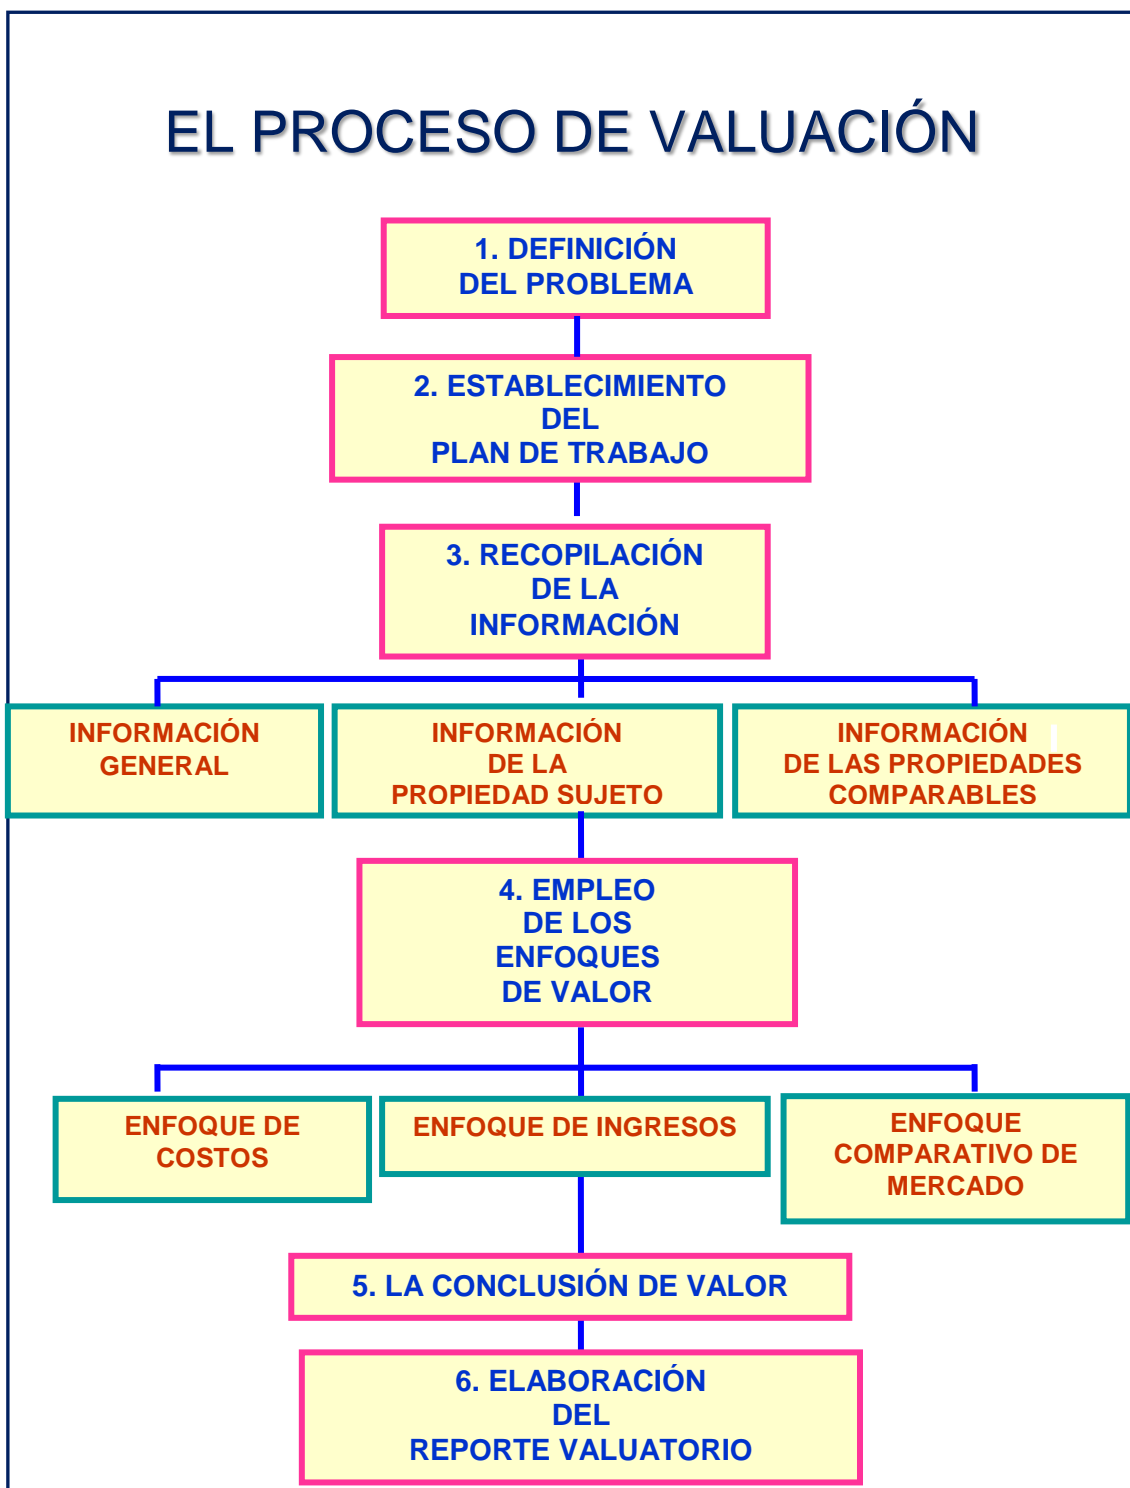 EL PROCESO DE VALUACIÓN
1. DEFINICIÓN
DEL PROBLEMA
2. ESTABLECIMIENTO
DEL
PLAN DE TRABAJO
3. RECOPILACIÓN
DE LA
INFORMACIÓN
INFORMACIÓN
GENERAL
INFORMACIÓN
DE LA
PROPIEDAD SUJETO
INFORMACIÓN
DE LAS PROPIEDADES
COMPARABLES
4. EMPLEO
DE LOS
ENFOQUES
DE VALOR
ENFOQUE DE
COSTOS
ENFOQUE DE INGRESOS
ENFOQUE
COMPARATIVO DE
MERCADO
5. LA CONCLUSIÓN DE VALOR
6. ELABORACIÓN
DEL
REPORTE VALUATORIO